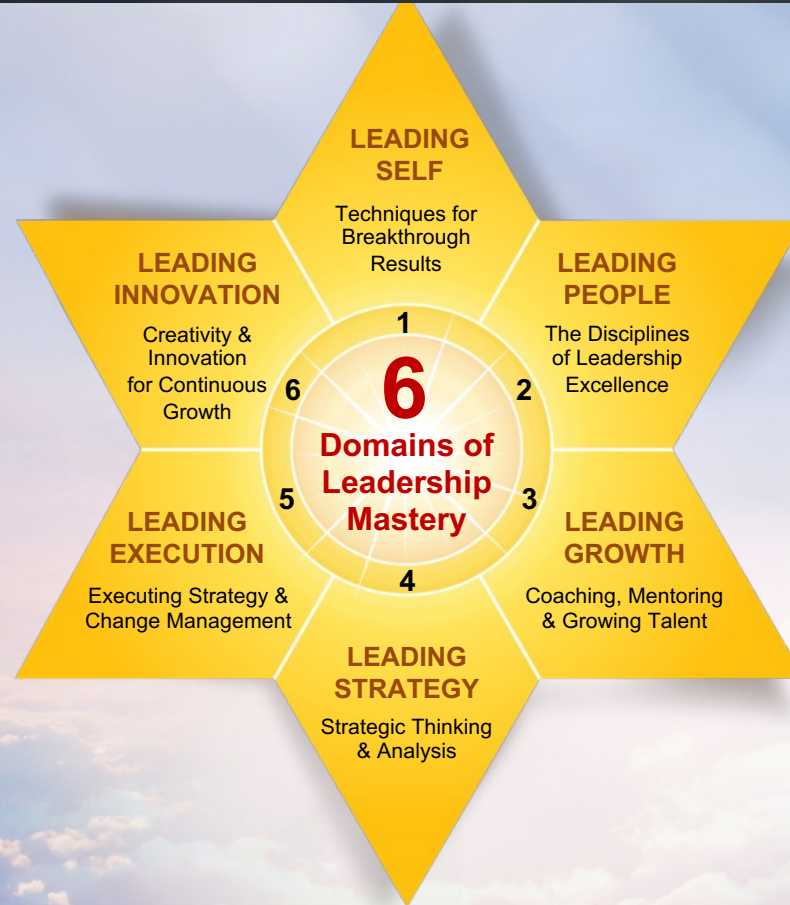 LEADING
SELF
Techniques for
Breakthrough
Results
LEADING
PEOPLE
The Disciplines
of Leadership
Excellence
LEADING
GROWTH
Coaching, Mentoring
& Growing Talent
LEADING
STRATEGY
Strategic Thinking
& Analysis
LEADING
EXECUTION
Executing Strategy &
Change Management
LEADING
INNOVATION
Creativity &
Innovation
for Continuous
Growth
1
2
3
4
5
6
6
Domains of
Leadership
Mastery